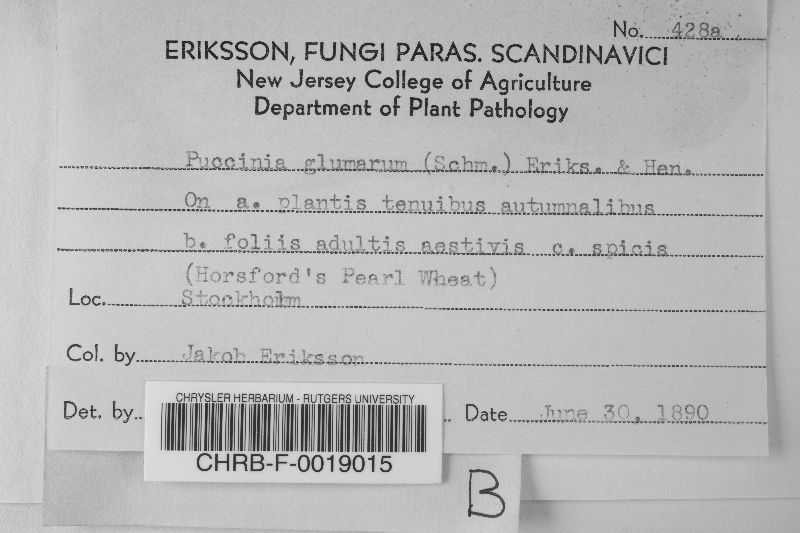 No. 428a
ERIKSSON, FUNGI PARAS. SCANDINAVICI
New Jersey College of Agriculture
Department of Plant Pathology
Puccinia glumarum (Schm.) Eriks. & Hen.
On a. plantis tenuibus autumnalibus
b. foliis adultis aestivis c. spicis
(Horsford's Pearl Wheat)
Loc. Stockholm
Col. by Jakob Eriksson
Det. by Date June 30, 1890
CHRYSLER HERBARIUM - RUTGERS UNIVERSITY
CHRB-F-0019015
B